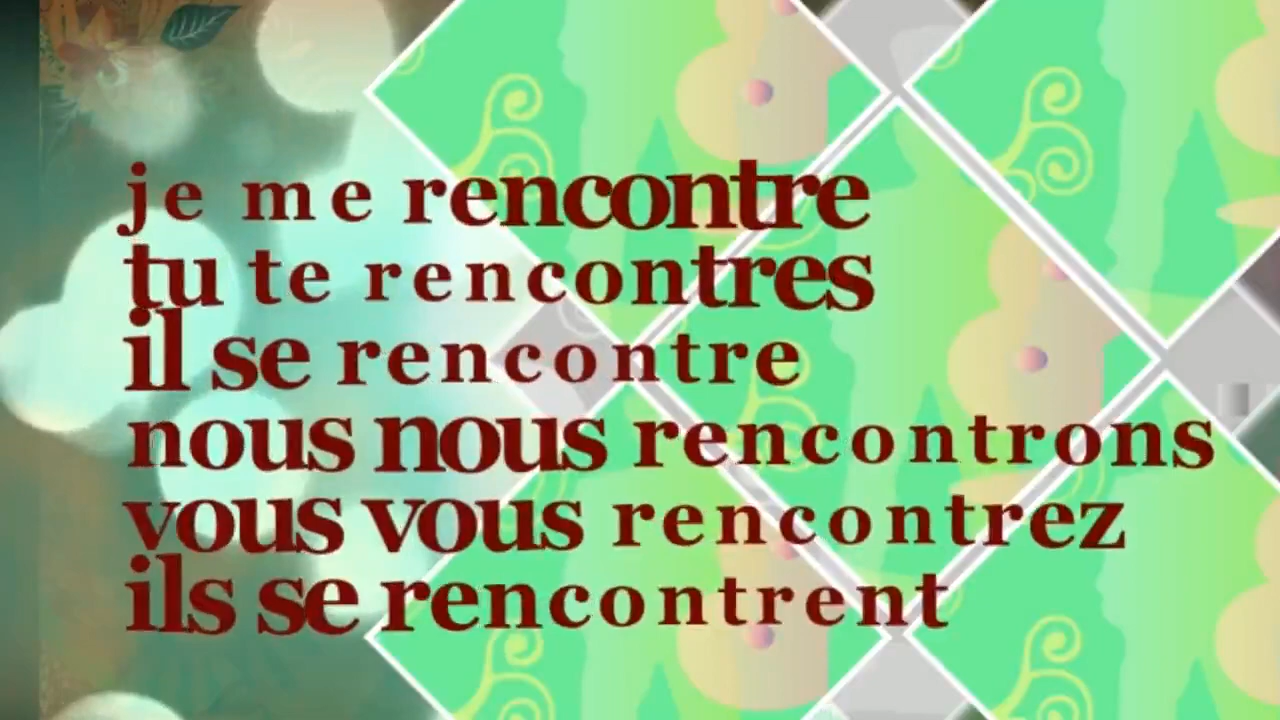 je me rencontre
tu te rencontres
il se rencontre
nous nous rencontrons
vous vous rencontrez
ils se rencontrent